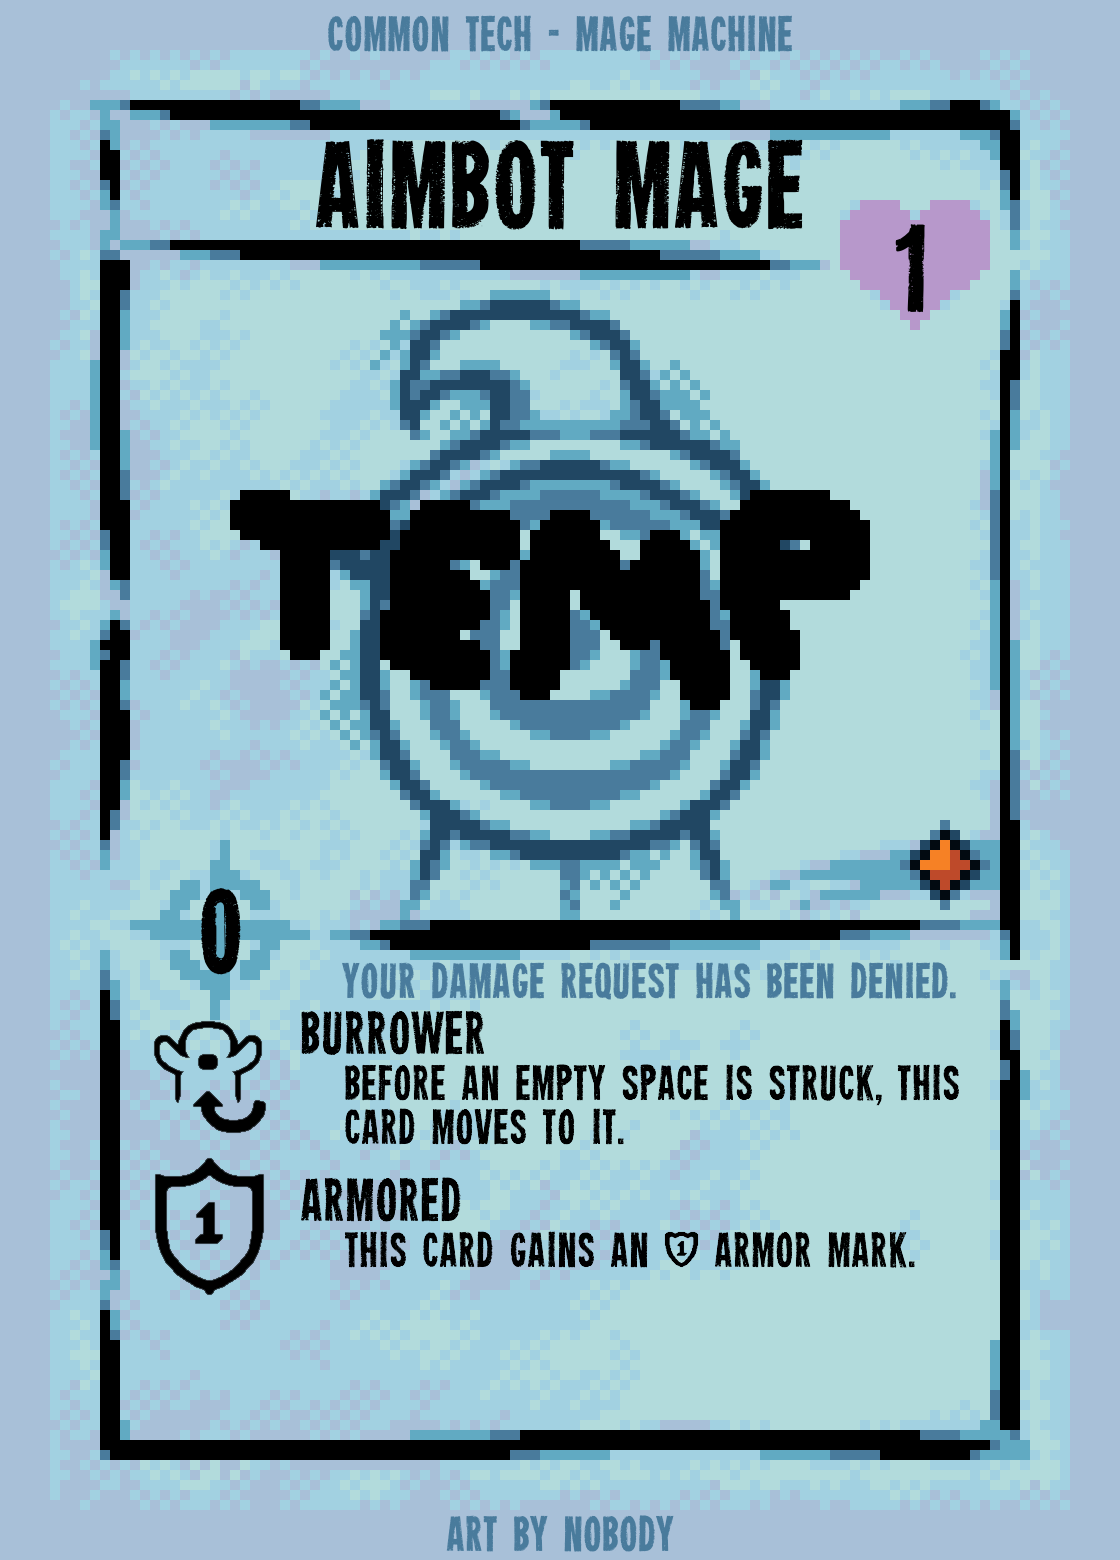 COMMON TECH - MAGE MACHINE
AIMBOT MAGE
1
TEMP
0
YOUR DAMAGE REQUEST HAS BEEN DENIED.
BURROWER
BEFORE AN EMPTY SPACE IS STRUCK, THIS
CARD MOVES TO IT.
1
ARMORED
THIS CARD GAINS AN 1 ARMOR MARK.
ART BY NOBODY